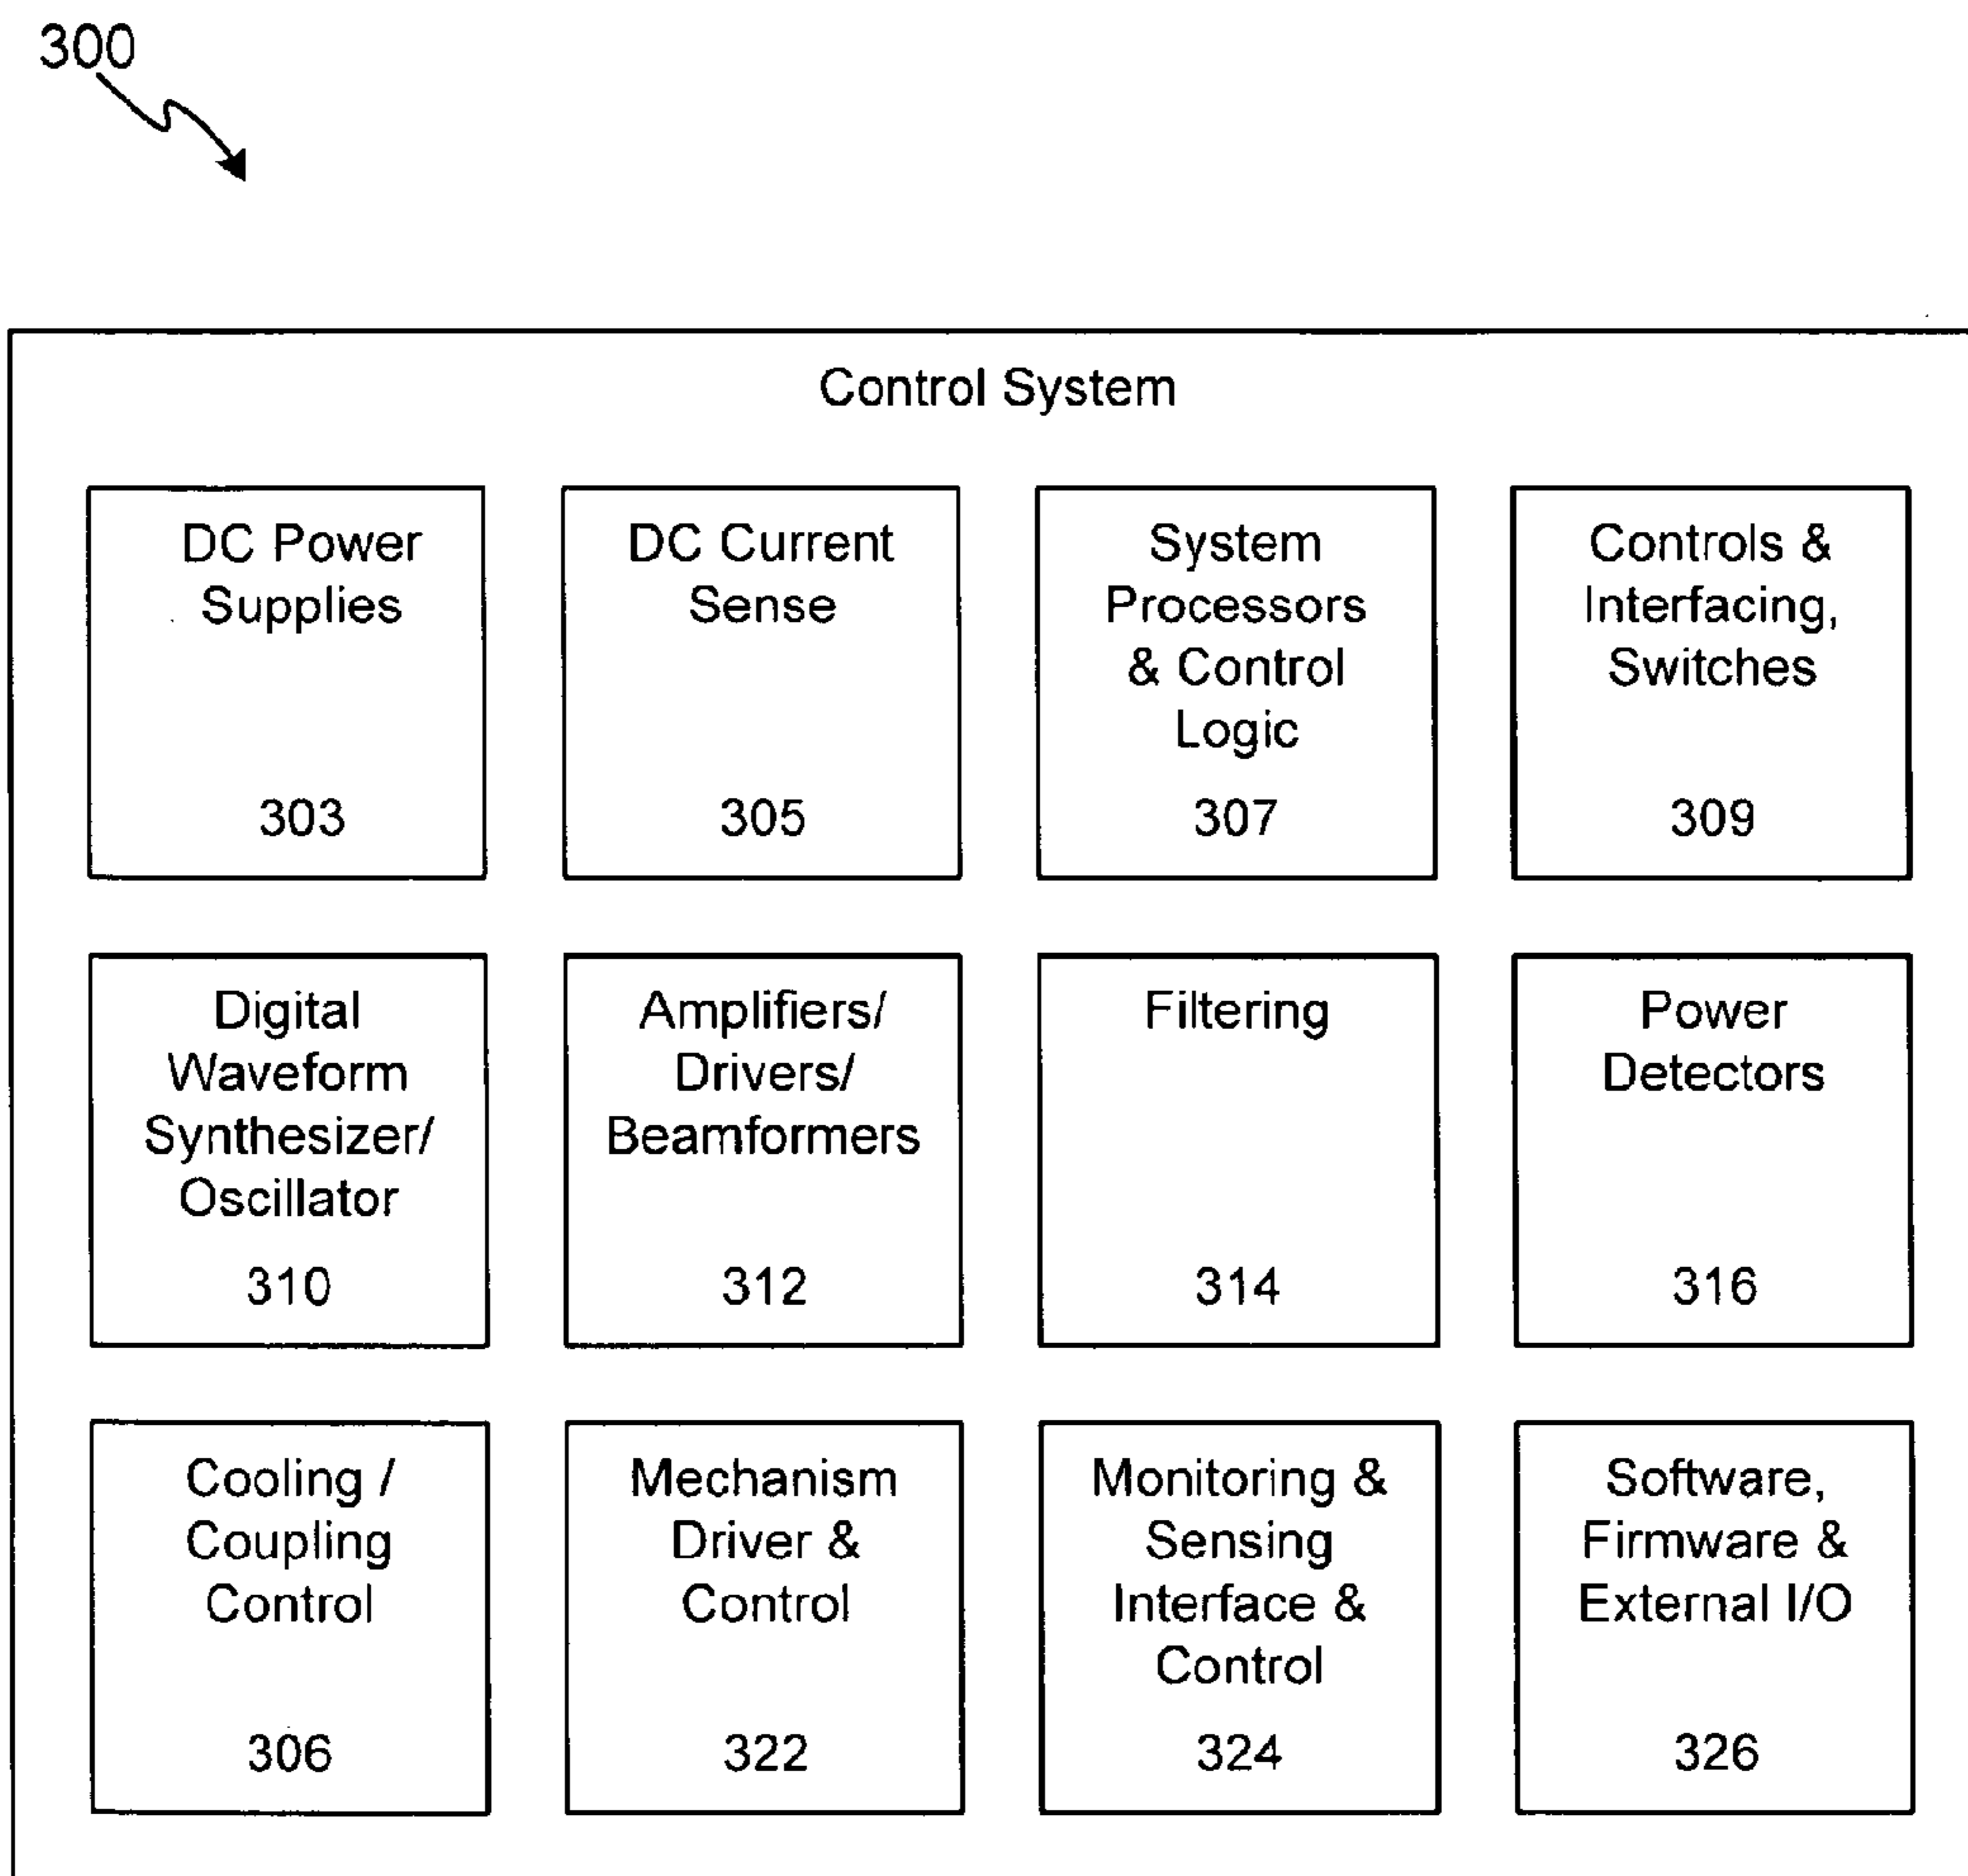 300
Control System
DC Power
Supplies
303
DC Current
Sense
305
System
Processors
& Control
Logic
307
Controls &
Interfacing,
Switches
309
Digital
Waveform
Synthesizer/
Oscillator
310
Amplifiers/
Drivers/
Beamformers
312
Filtering
314
Power
Detectors
316
Cooling /
Coupling
Control
306
Mechanism
Driver &
Control
322
Monitoring &
Sensing
Interface &
Control
324
Software,
Firmware &
External I/O
326